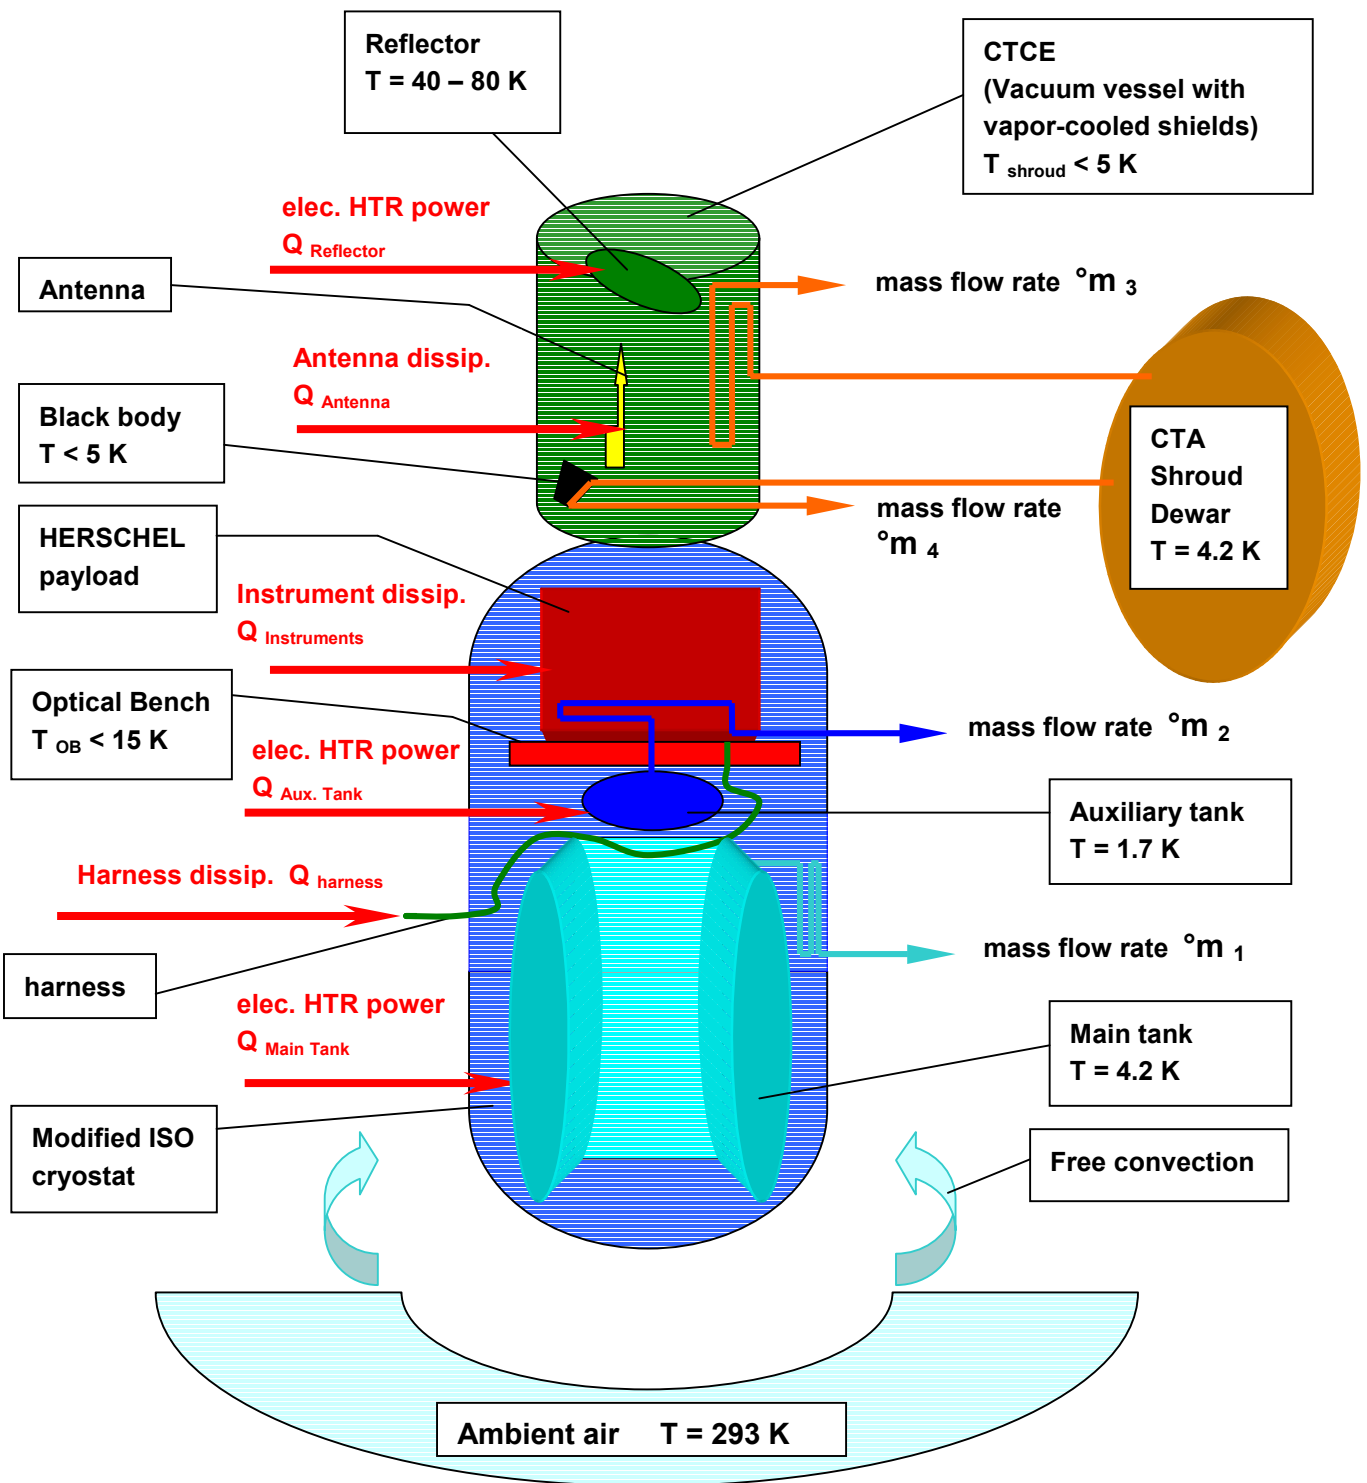 Reflector
T = 40 – 80 K
CTCE
(Vacuum vessel with
vapor-cooled shields)
T shroud < 5 K
elec. HTR power
Q Reflector
Antenna
mass flow rate °m 3
Antenna dissip.
Q Antenna
Black body
T < 5 K
CTA
Shroud
Dewar
T = 4.2 K
mass flow rate
°m 4
HERSCHEL
payload
Instrument dissip.
Q Instruments
Optical Bench
T OB < 15 K
mass flow rate °m 2
elec. HTR power
Q Aux. Tank
Auxiliary tank
T = 1.7 K
Harness dissip. Q harness
mass flow rate °m 1
harness
elec. HTR power
Q Main Tank
Main tank
T = 4.2 K
Modified ISO
cryostat
Free convection
Ambient air T = 293 K